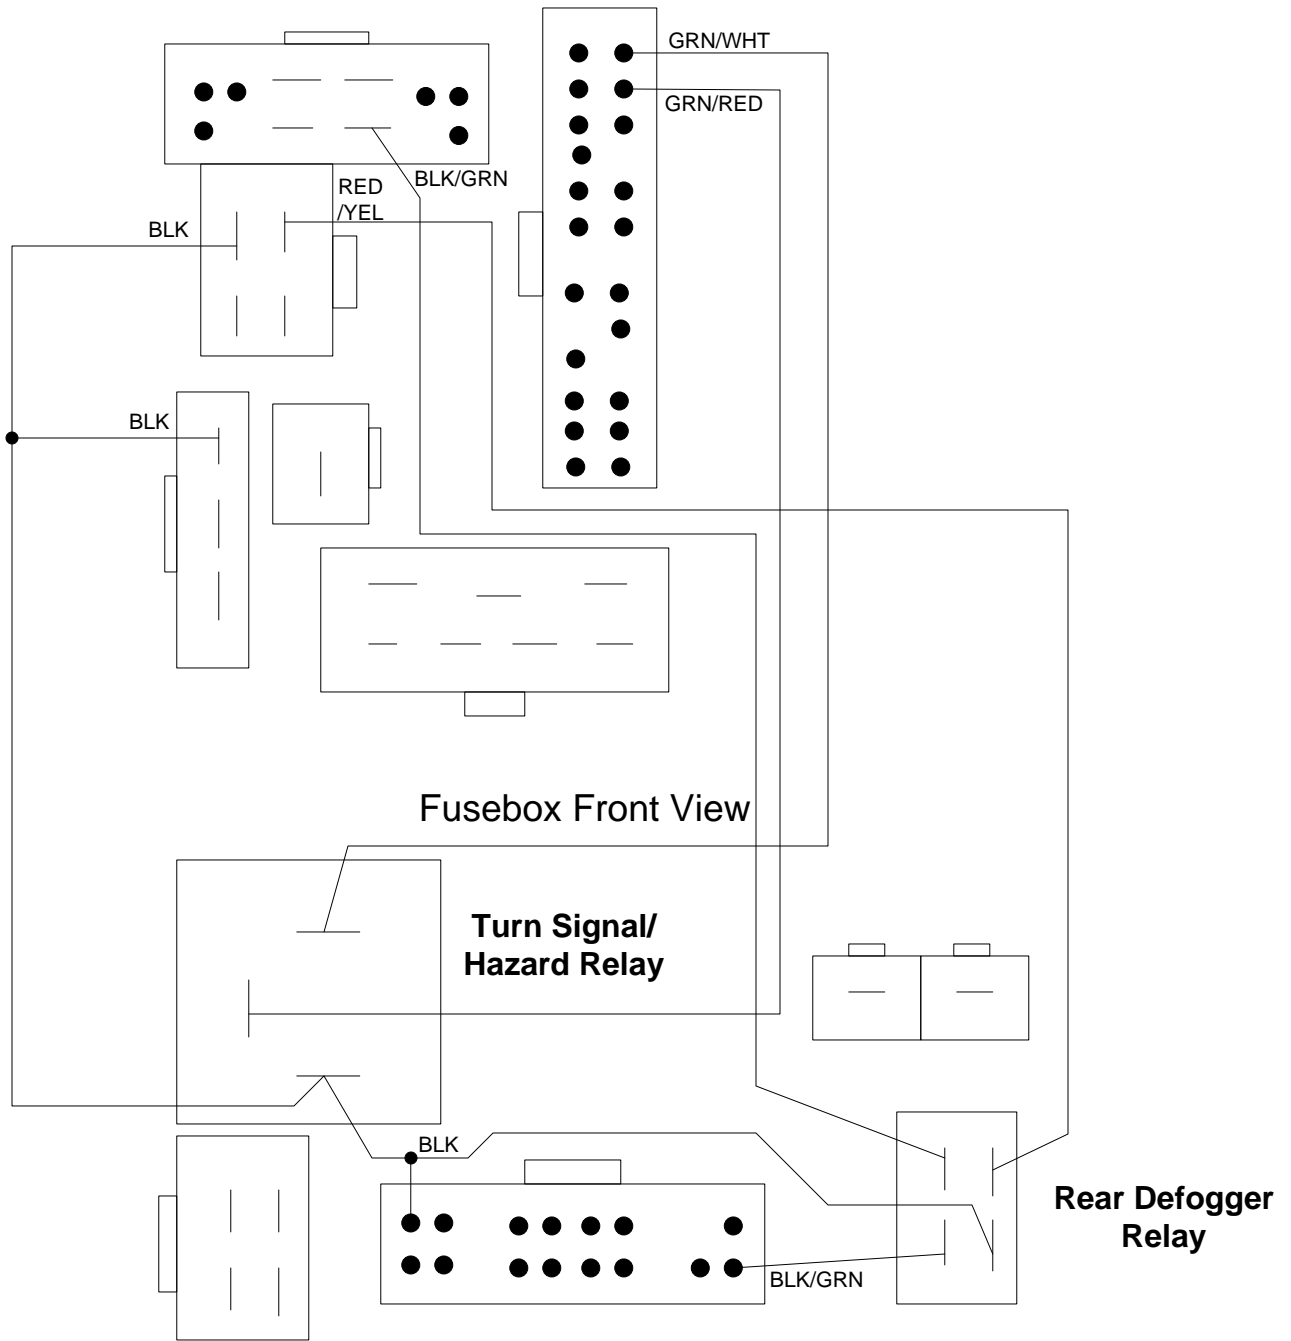 GRN/WHT
GRN/RED
BLK/GRN
RED
/YEL
BLK
BLK
Fusebox Front View
Turn Signal/
Hazard Relay
BLK
Rear Defogger
Relay
BLK/GRN